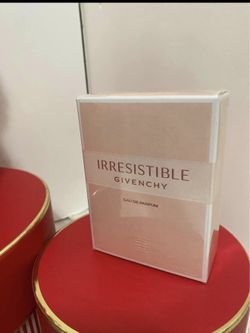 IRRESISTIBLE
GIVENCHY
EAU DE PARFUM